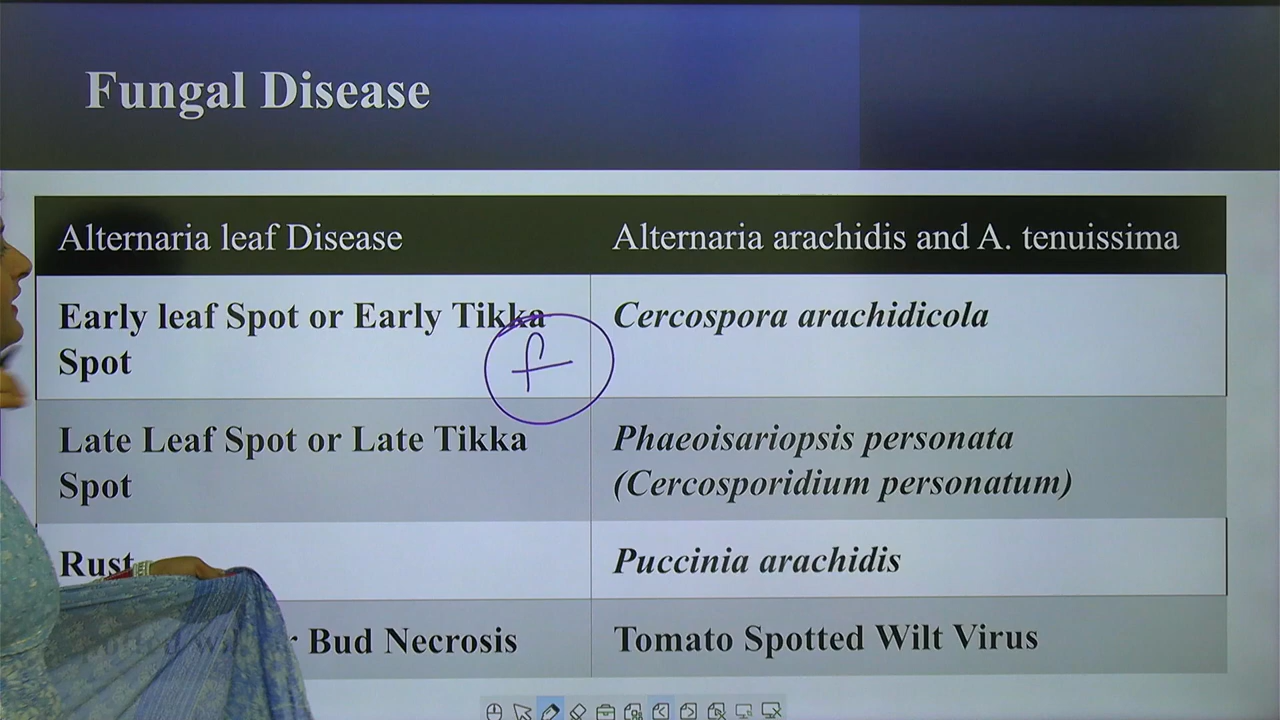 Fungal Disease
Alternaria leaf Disease
Alternaria arachidis and A. tenuissima
Early leaf Spot or Early Tikka
Spot
Cercospora arachidicola
f
Late Leaf Spot or Late Tikka
Spot
Phaeoisariopsis personata
(Cercosporidium personatum)
Rust
Puccinia arachidis
Bud Necrosis
Tomato Spotted Wilt Virus